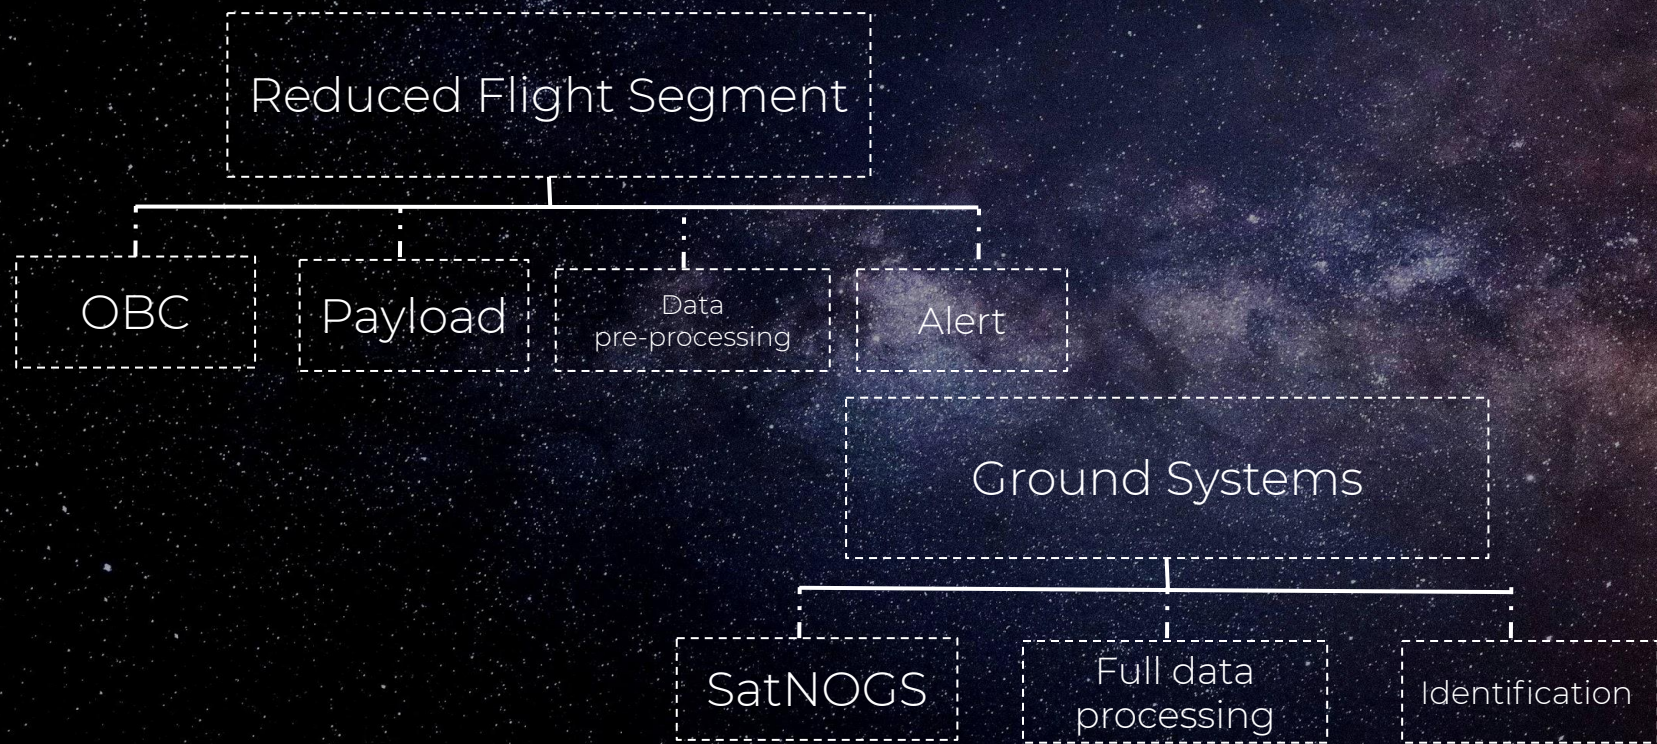 Reduced Flight Segment
OBC
Payload
Data
pre-processing
Alert
Ground Systems
SatNOGS
Full data
processing
Identification